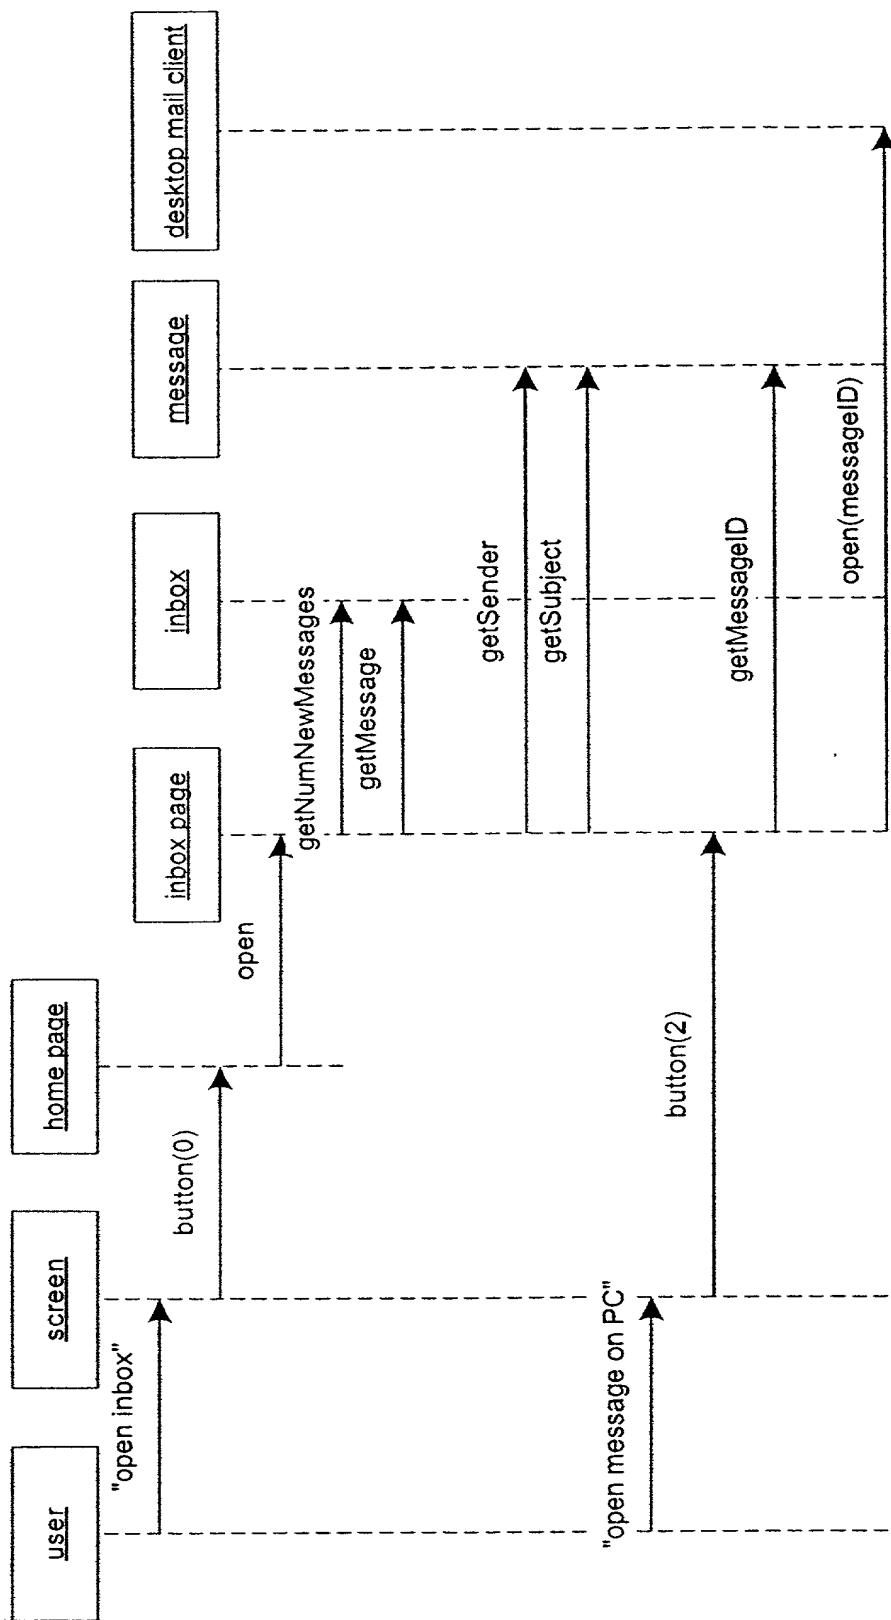 user
screen
home page
inbox page
inbox
message
desktop mail client
"open inbox"
button(0)
open
getNumNewMessages
getMessage
getSender
getSubject
"open message on PC"
button(2)
getMessageID
open(messageID)